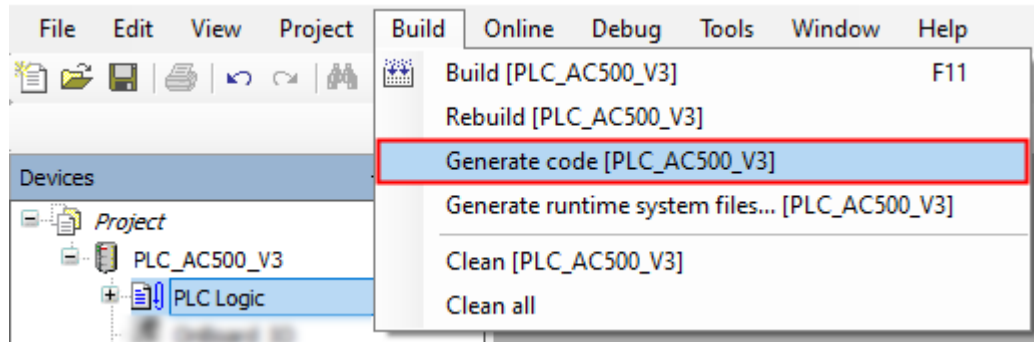 File Edit View Project Build Online Debug Tools Window Help
Build [PLC_AC500_V3] F11
Rebuild [PLC_AC500_V3]
Generate code [PLC_AC500_V3]
Generate runtime system files... [PLC_AC500_V3]
Clean [PLC_AC500_V3]
Clean all
Devices
Project
PLC_AC500_V3
PLC Logic